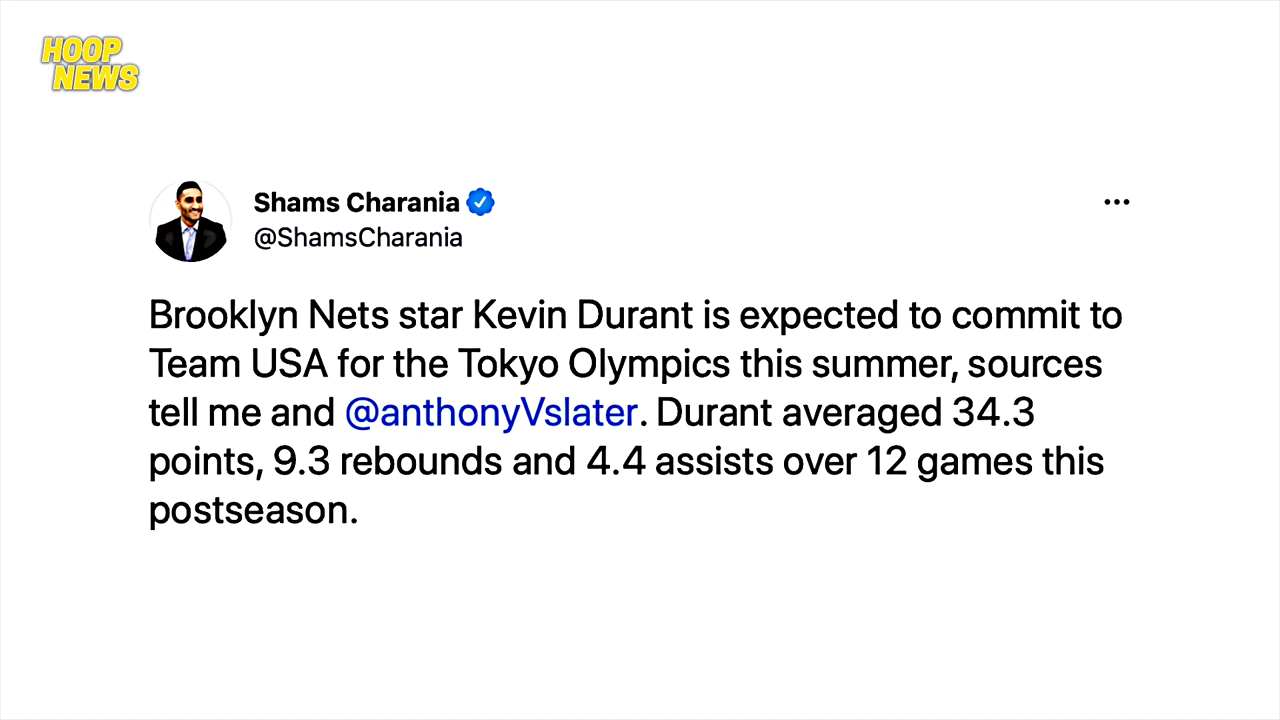 HOOP
NEWS
Shams Charania
@ShamsCharania
Brooklyn Nets star Kevin Durant is expected to commit to
Team USA for the Tokyo Olympics this summer, sources
tell me and @anthonyVslater. Durant averaged 34.3
points, 9.3 rebounds and 4.4 assists over 12 games this
postseason.